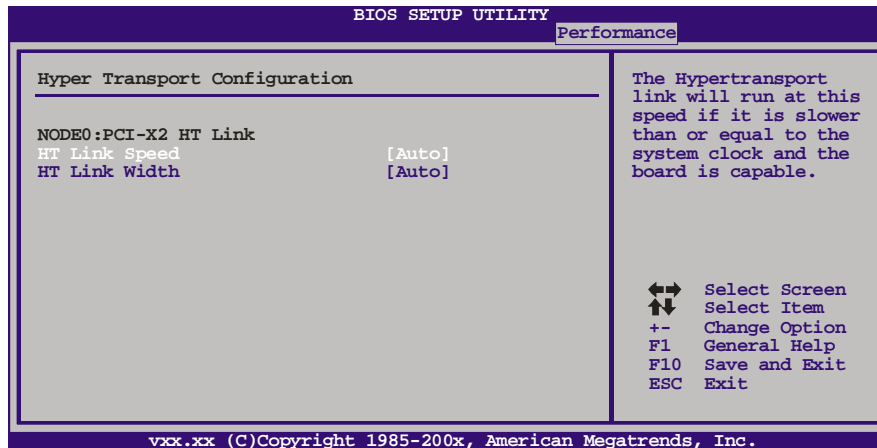 BIOS SETUP UTILITY
Performance
Hyper Transport Configuration
NODE0:PCI-X2 HT Link
HT Link Speed [Auto]
HT Link Width [Auto]
The Hypertransport
link will run at this
speed if it is slower
than or equal to the
system clock and the
board is capable.
Select Screen
Select Item
+- Change Option
F1 General Help
F10 Save and Exit
ESC Exit
vxx.xx (C)Copyright 1985-200x, American Megatrends, Inc.